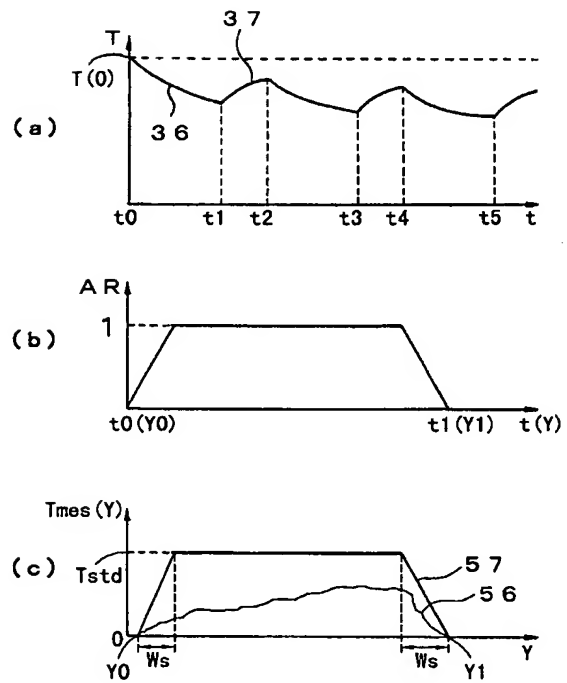 (a)
T
T(0)
37
36
t0
t1
t2
t3
t4
t5
t
(b)
AR
1
t0(Y0)
t1(Y1)
t(Y)
(c)
Tmes(Y)
Tstd
57
56
0
Y0
Ws
Ws
Y1
Y